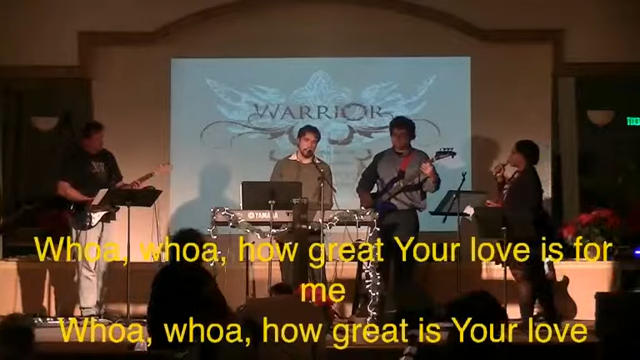 WARRIOR
YAMAHA
Whoa, whoa, how great Your love is for
me
Whoa, whoa, how great is Your love